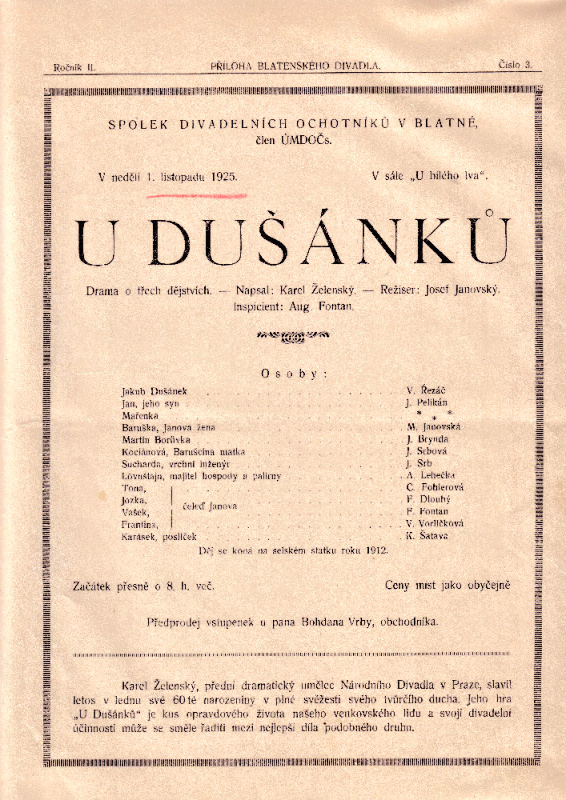 Ročník II.
PŘÍLOHA BLATENSKÉHO DIVADLA.
Číslo 3.
SPOLEK DIVADELNÍCH OCHOTNÍKŮ V BLATNÉ,
člen ÚMDOČs.
V neděli 1. listopadu 1925.
V sále „U bílého lva“.
U DUŠÁNKŮ
Drama o třech dějstvích. — Napsal: Karel Želenský. — Režiser: Josef Janovský.
Inspicient: Aug. Fontan.
Osoby:
Jakub Dušánek . . . . . V. Řezáč
Jan, jeho syn . . . . . J. Pelikán
Mařenka . . . . . * * *
Baruška, Janova žena . . . . . M. Janovská
Martin Borůvka . . . . . J. Brynda
Kociánová, Baruščina matka . . . . . J. Srbová
Sucharda, vrchní inženýr . . . . . J. Srb
Lovuštaja, majitel hospody a palírny . . . . . A. Lehečka
Tona, . . . . . C. Fohlerová
Jozka, . . . . . F. Dlouhý
čeleď Janova
Vašek, . . . . . F. Fontan
Frantina, . . . . . V. Vorlíčková
Karásek, poslíček . . . . . K. Šatava
Děj se koná na selském statku roku 1912.
Začátek přesně o 8. h. več.
Ceny míst jako obyčejně
Předprodej vstupenek u pana Bohdana Vrby, obchodníka.
Karel Želenský, přední dramatický umělec Národního Divadla v Praze, slavil
letos v lednu své 60té narozeniny v plné svěžesti svého tvůrčího ducha. Jeho hra
„U Dušánků“ je kus opravdového života našeho venkovského lidu a svojí divadelní
účinností může se směle řaditi mezi nejlepší díla podobného druhu.